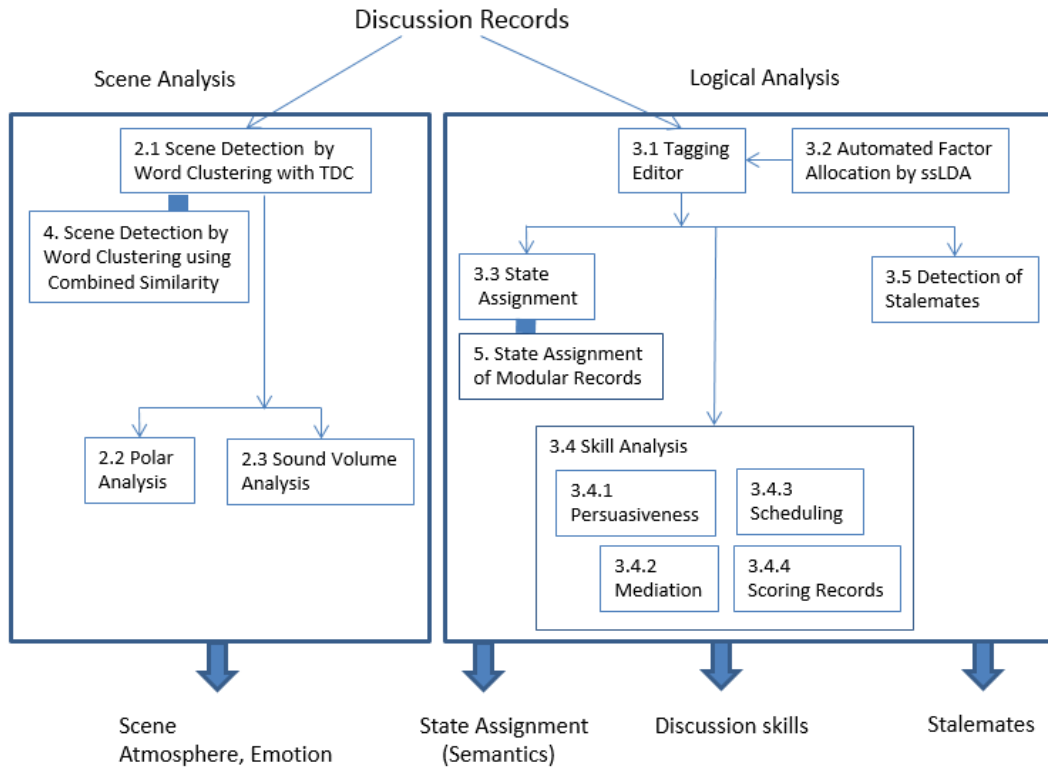 Discussion Records
Scene Analysis
Logical Analysis
2.1 Scene Detection by
Word Clustering with TDC
4. Scene Detection by
Word Clustering using
Combined Similarity
2.2 Polar
Analysis
2.3 Sound Volume
Analysis
3.1 Tagging
Editor
3.2 Automated Factor
Allocation by ssLDA
3.3 State
Assignment
5. State Assignment
of Modular Records
3.5 Detection of
Stalemates
3.4 Skill Analysis
3.4.1
Persuasiveness
3.4.3
Scheduling
3.4.2
Mediation
3.4.4
Scoring Records
Scene
Atmosphere, Emotion
State Assignment
(Semantics)
Discussion skills
Stalemates